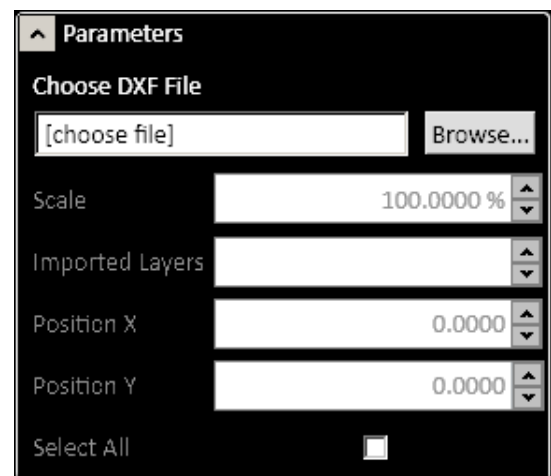 Parameters
Choose DXF File
[choose file] Browse...
Scale 100.0000 %
Imported Layers
Position X 0.0000
Position Y 0.0000
Select All